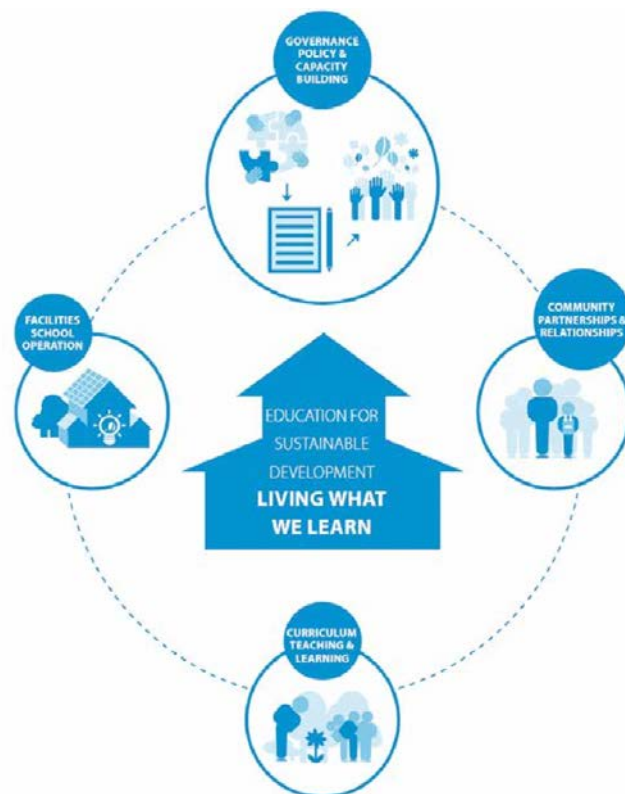 GOVERNANCE
POLICY &
CAPACITY
BUILDING
FACILITIES
SCHOOL
OPERATION
COMMUNITY
PARTNERSHIPS &
RELATIONSHIPS
EDUCATION FOR
SUSTAINABLE
DEVELOPMENT
LIVING WHAT
WE LEARN
CURRICULUM
TEACHING &
LEARNING